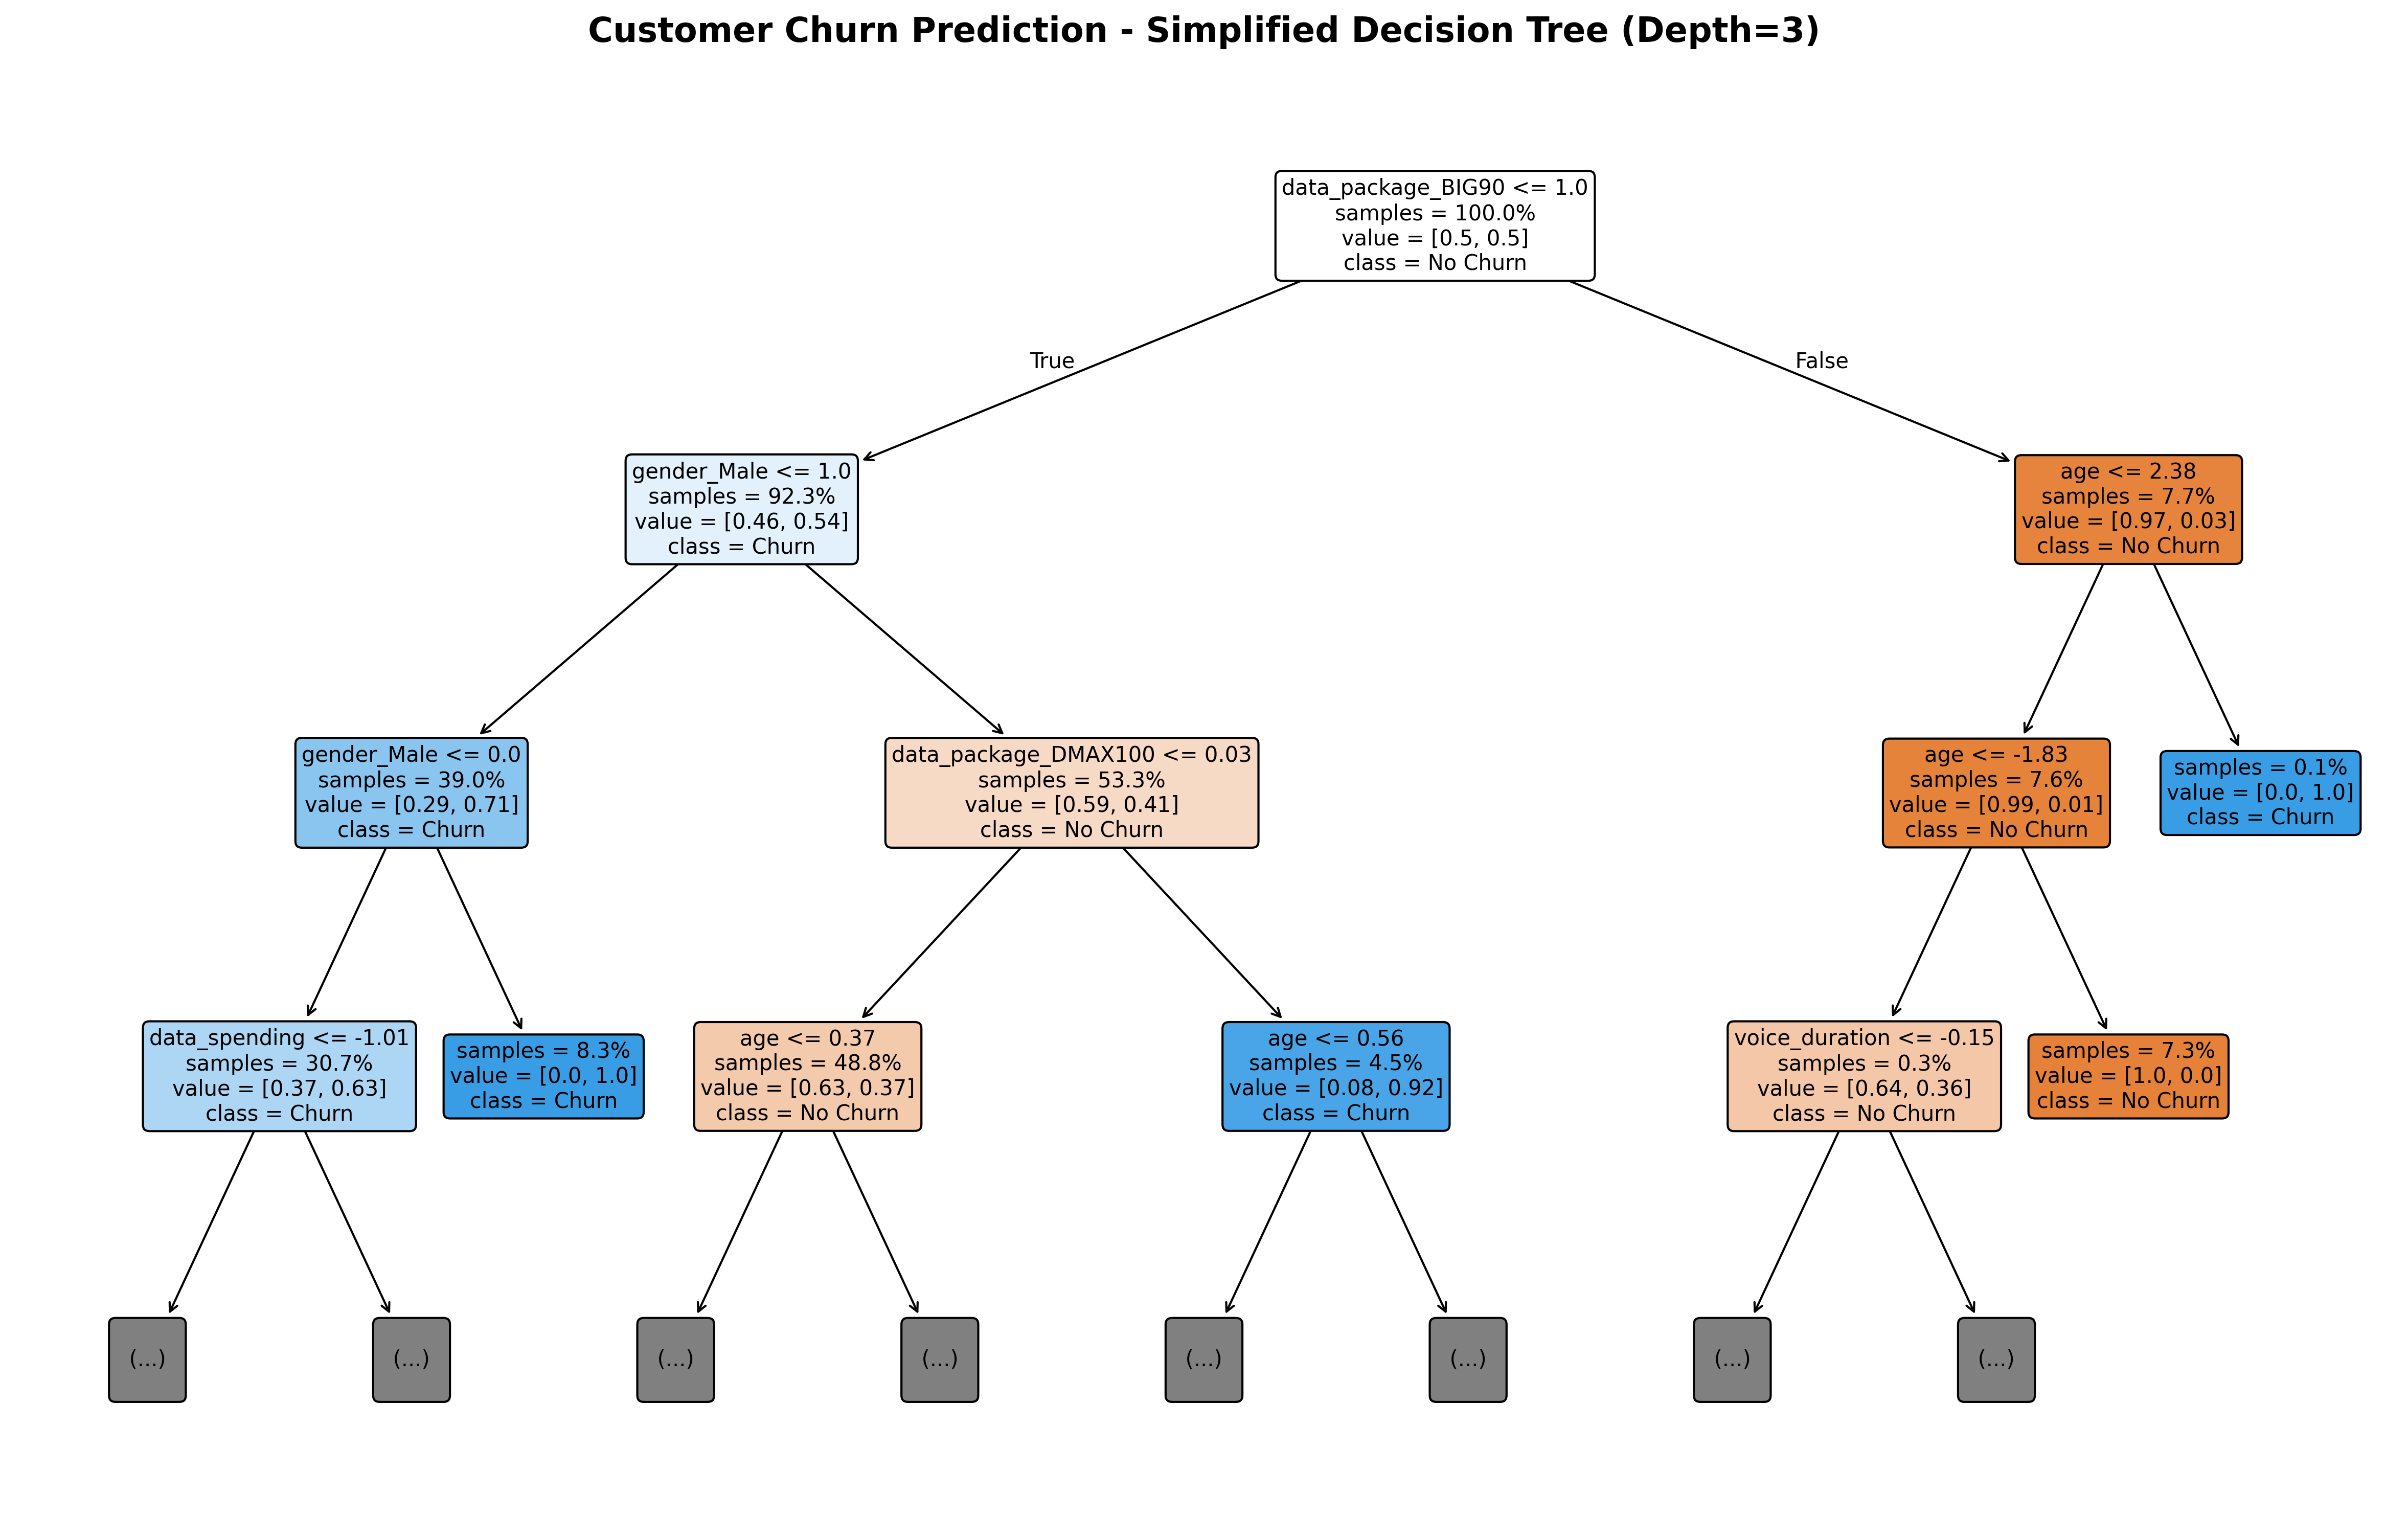 Customer Churn Prediction - Simplified Decision Tree (Depth=3)
data_package_BIG90 <= 1.0
samples = 100.0%
value = [0.5, 0.5]
class = No Churn
True
False
gender_Male <= 1.0
samples = 92.3%
value = [0.46, 0.54]
class = Churn
age <= 2.38
samples = 7.7%
value = [0.97, 0.03]
class = No Churn
gender_Male <= 0.0
samples = 39.0%
value = [0.29, 0.71]
class = Churn
data_package_DMAX100 <= 0.03
samples = 53.3%
value = [0.59, 0.41]
class = No Churn
age <= -1.83
samples = 7.6%
value = [0.99, 0.01]
class = No Churn
samples = 0.1%
value = [0.0, 1.0]
class = Churn
data_spending <= -1.01
samples = 30.7%
value = [0.37, 0.63]
class = Churn
samples = 8.3%
value = [0.0, 1.0]
class = Churn
age <= 0.37
samples = 48.8%
value = [0.63, 0.37]
class = No Churn
age <= 0.56
samples = 4.5%
value = [0.08, 0.92]
class = Churn
voice_duration <= -0.15
samples = 0.3%
value = [0.64, 0.36]
class = No Churn
samples = 7.3%
value = [1.0, 0.0]
class = No Churn
(...)
(...)
(...)
(...)
(...)
(...)
(...)
(...)